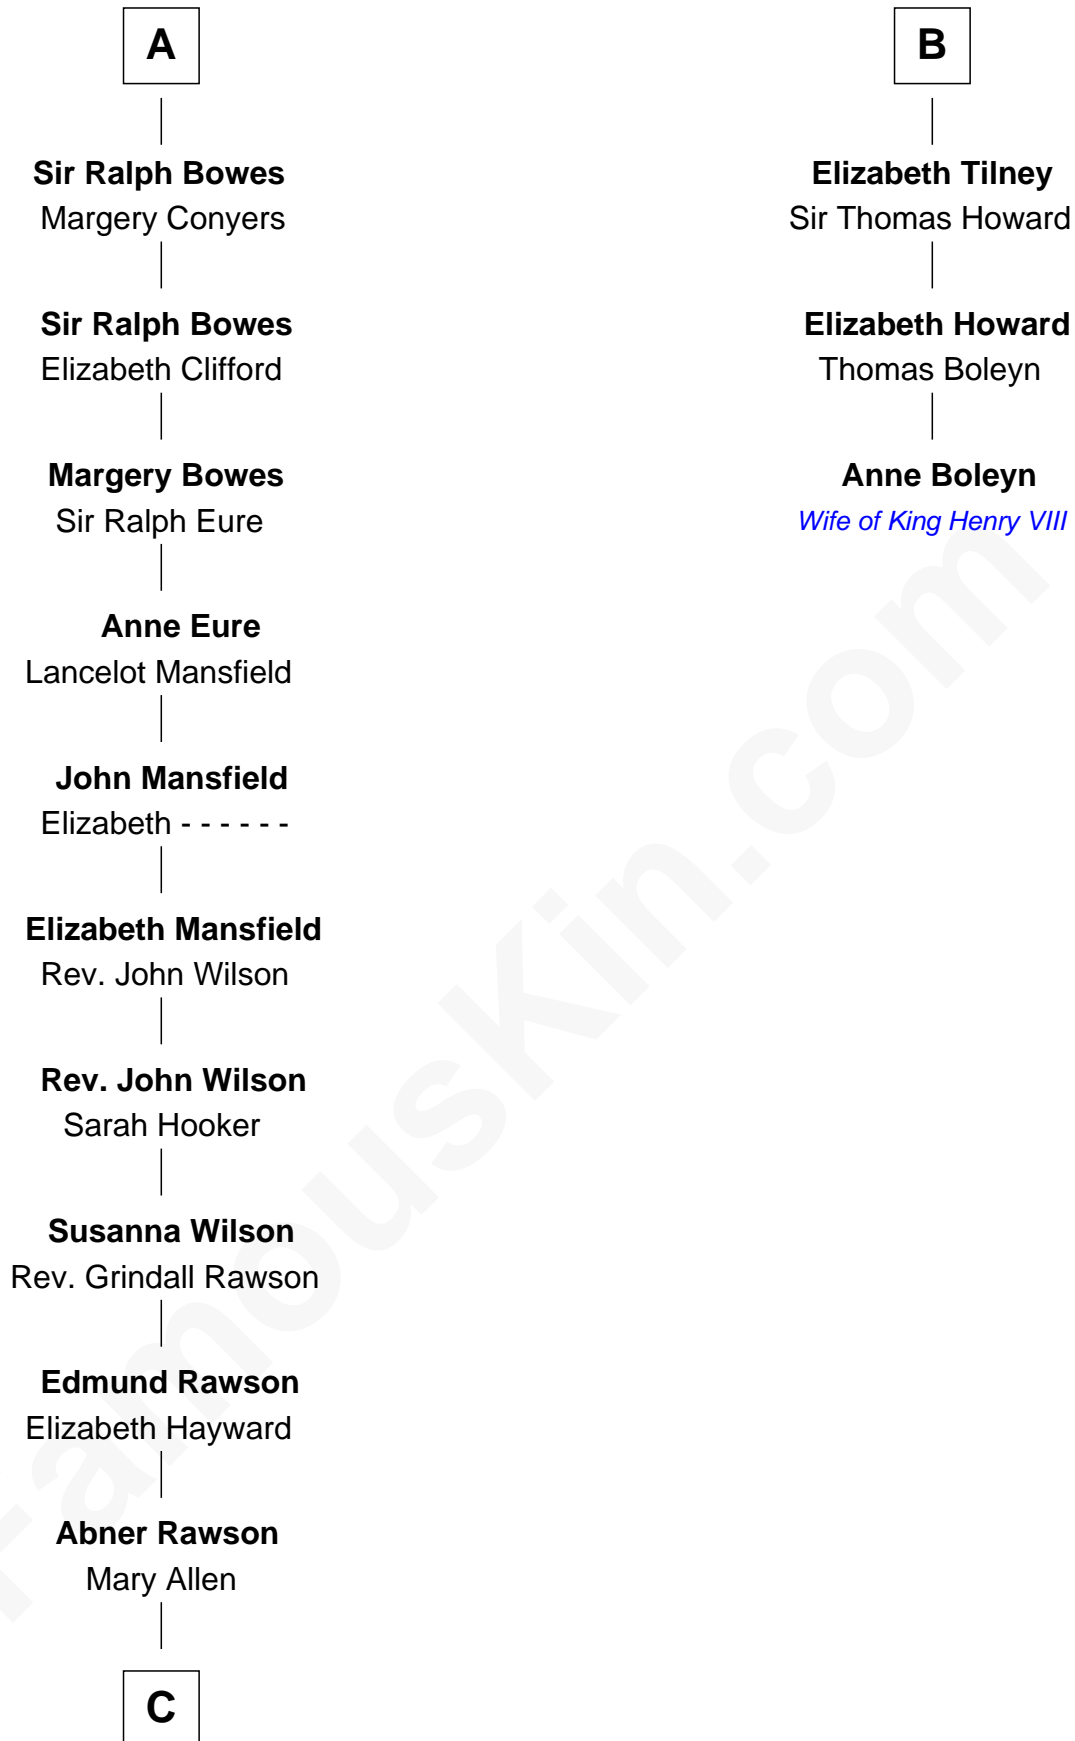 A
Sir Ralph Bowes
Margery Conyers
Sir Ralph Bowes
Elizabeth Clifford
Margery Bowes
Sir Ralph Eure
Anne Eure
Lancelot Mansfield
John Mansfield
Elizabeth - - - - - -
Elizabeth Mansfield
Rev. John Wilson
Rev. John Wilson
Sarah Hooker
Susanna Wilson
Rev. Grindall Rawson
Edmund Rawson
Elizabeth Hayward
Abner Rawson
Mary Allen
C
B
Elizabeth Tilney
Sir Thomas Howard
Elizabeth Howard
Thomas Boleyn
Anne Boleyn
Wife of King Henry VIII
FamousKin.com